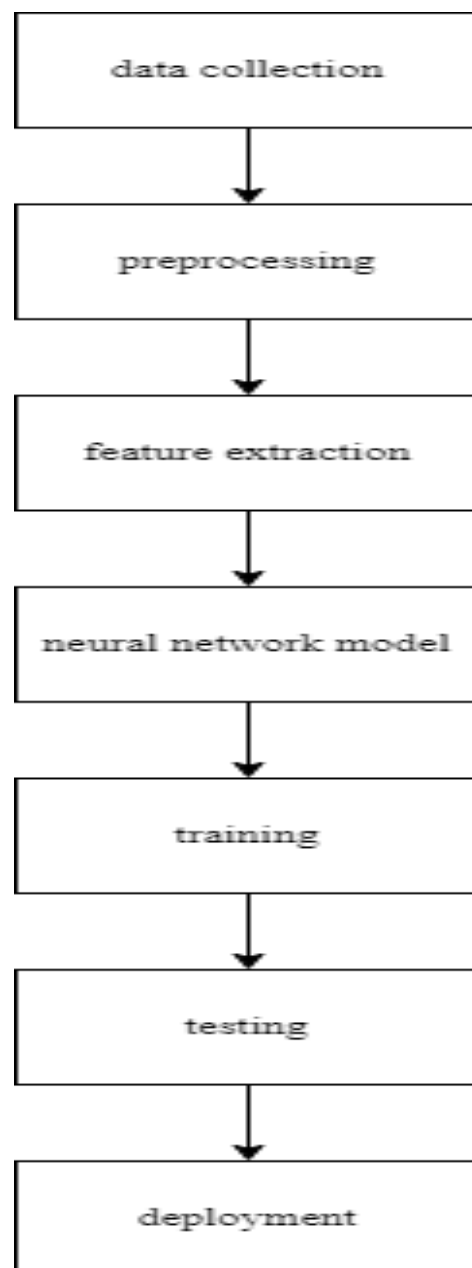 data collection
preprocessing
feature extraction
neural network model
training
testing
deployment